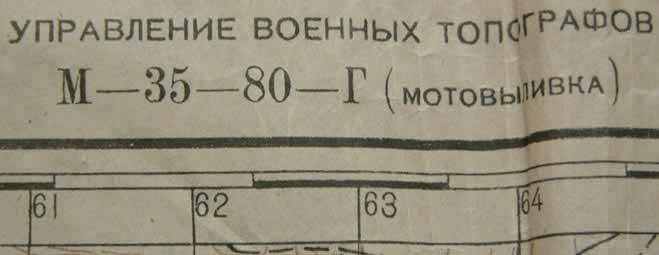 УПРАВЛЕНИЕ ВОЕННЫХ ТОПОГРАФОВ
М—35—80—Г (МОТОВЫЛИВКА)
61 62 63 64